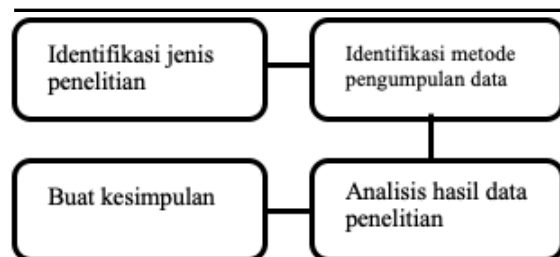 Identifikasi jenis
penelitian
Identifikasi metode
pengumpulan data
Analisis hasil data
penelitian
Buat kesimpulan